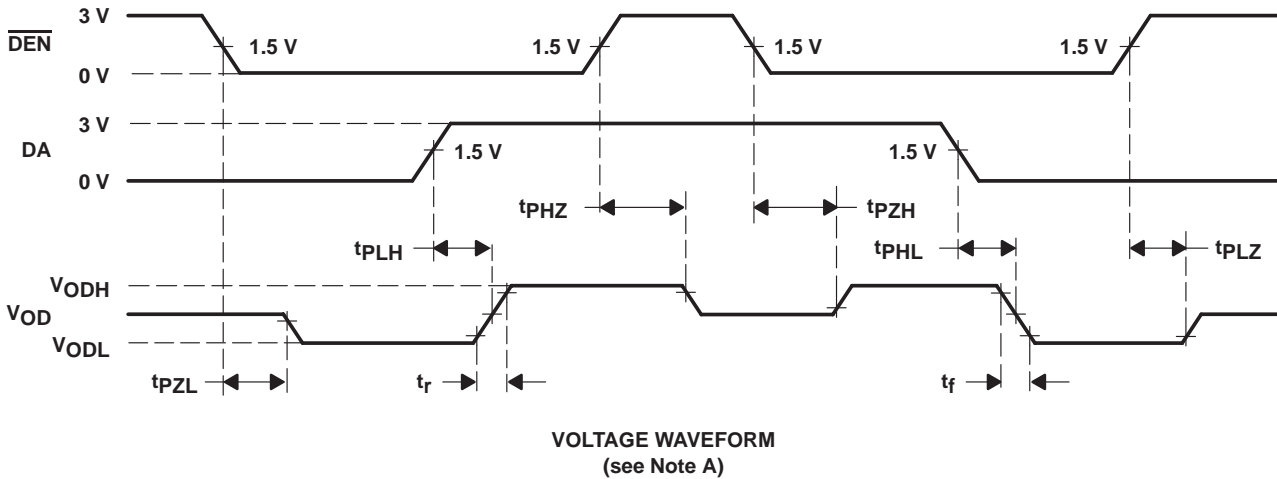 3 V
DEN
1.5 V 1.5 V 1.5 V 1.5 V
0 V
3 V
DA
1.5 V 1.5 V
0 V
tPHZ tPZH
tPLH tPHL tPLZ
VODH
VOD
VODL
tPZL tr tf
VOLTAGE WAVEFORM
(see Note A)